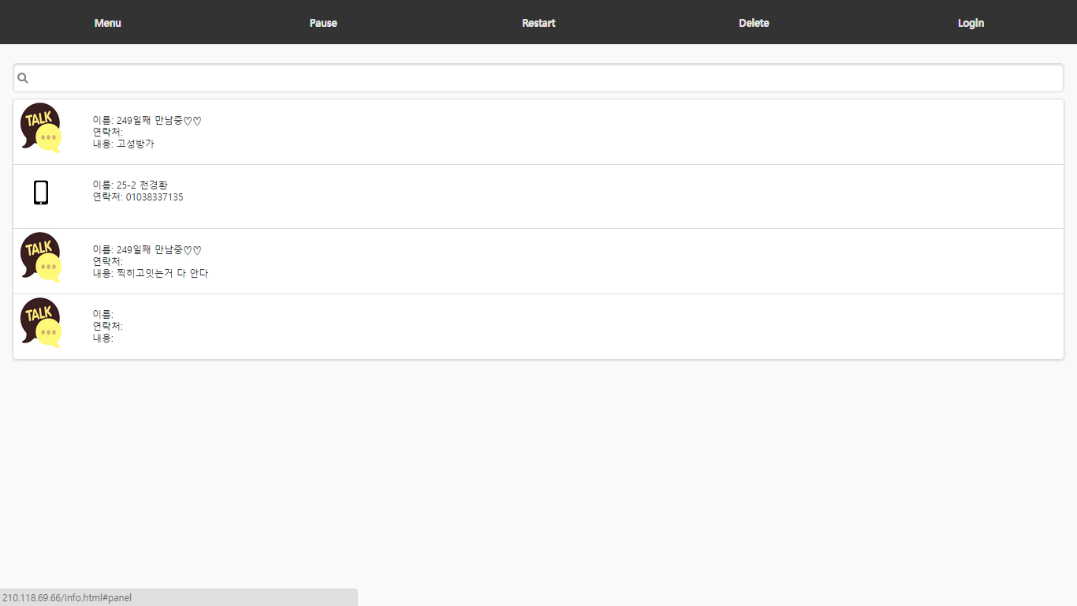 Menu Pause Restart Delete Login
TALK
이름: 249일째 만남중♡♡
연락처:
내용: 고성방가
이름: 25-2 전경환
연락처: 01038337135
TALK
이름: 249일째 만남중♡♡
연락처:
내용: 찍히고잇는거 다 안다
TALK
이름:
연락처:
내용:
210.118.69.66/info.html#panel